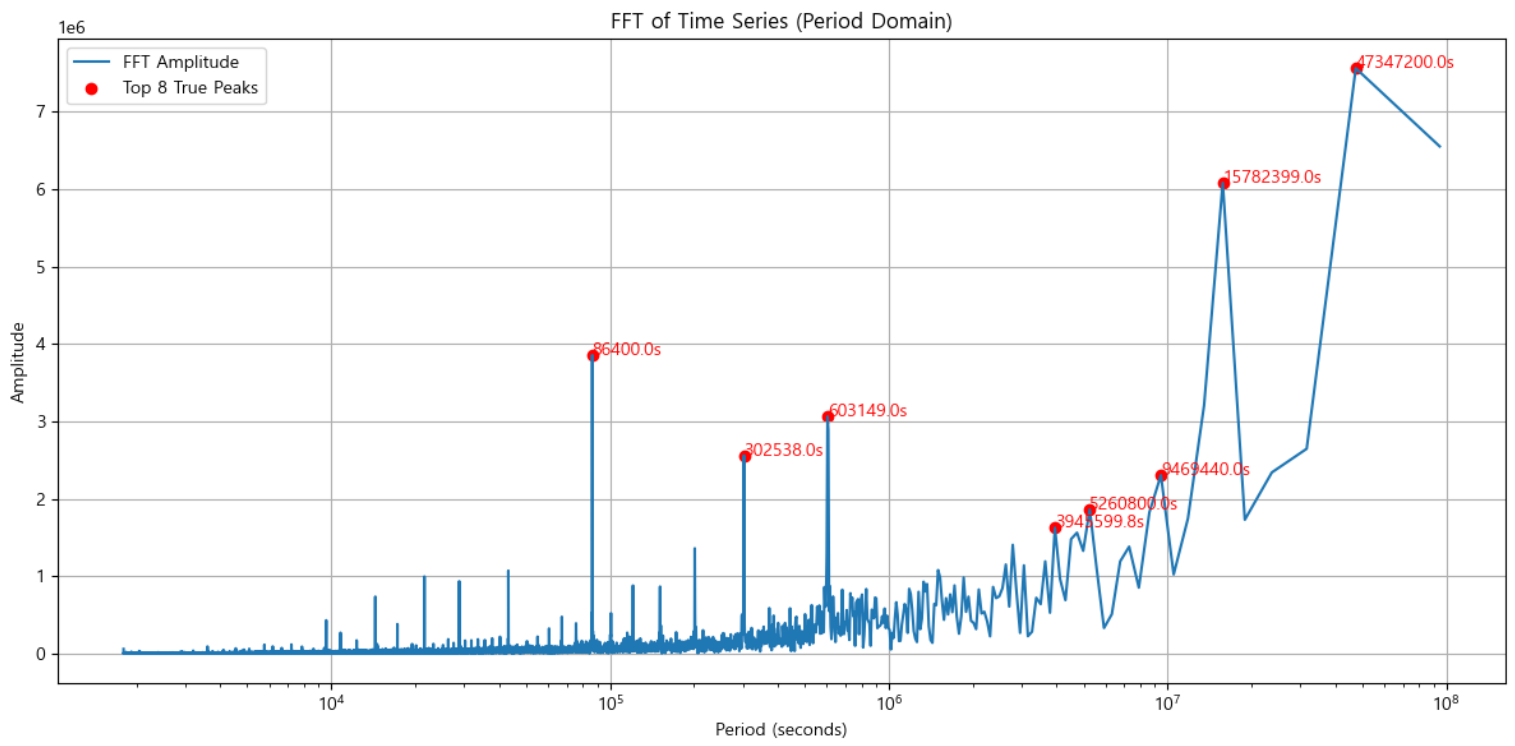 FFT of Time Series (Period Domain)
1e6
FFT Amplitude
Top 8 True Peaks
47347200.0s
15782399.0s
86400.0s
603149.0s
302538.0s
9469440.0s
5260800.0s
3945599.8s
7
6
5
4
3
2
1
0
Amplitude
10⁴
10⁵
10⁶
10⁷
10⁸
Period (seconds)